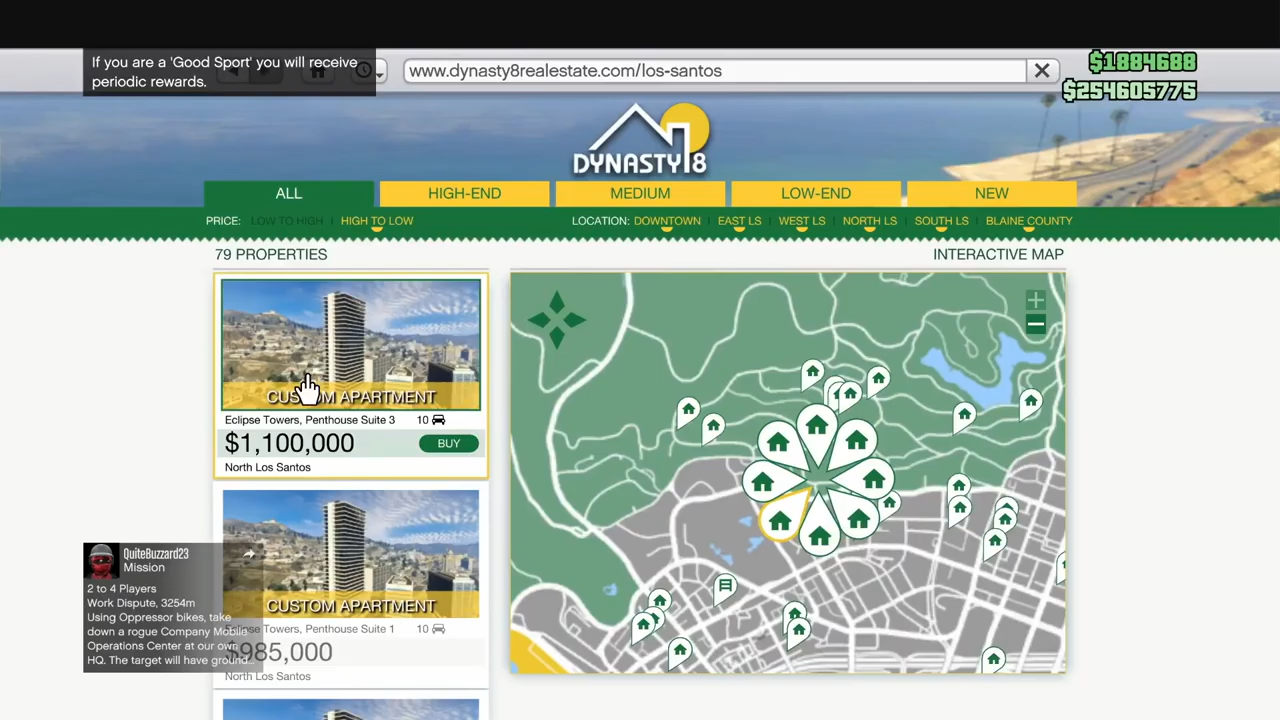 If you are a 'Good Sport' you will receive
periodic rewards.
www.dynasty8realestate.com/los-santos
$1884688
$254605775
DYNASTY 8
ALL
HIGH-END
MEDIUM
LOW-END
NEW
PRICE: LOW TO HIGH | HIGH TO LOW
LOCATION: DOWNTOWN | EAST LS | WEST LS | NORTH LS | SOUTH LS | BLAINE COUNTY
79 PROPERTIES
INTERACTIVE MAP
CUSTOM APARTMENT
Eclipse Towers, Penthouse Suite 3 10
$1,100,000 BUY
North Los Santos
CUSTOM APARTMENT
Eclipse Towers, Penthouse Suite 1 10
$985,000
North Los Santos
QuiteBuzzard23
Mission
2 to 4 Players
Work Dispute, 3254m
Using Oppressor bikes, take
down a rogue Company Mobile
Operations Center at our own
HQ. The target will have ground